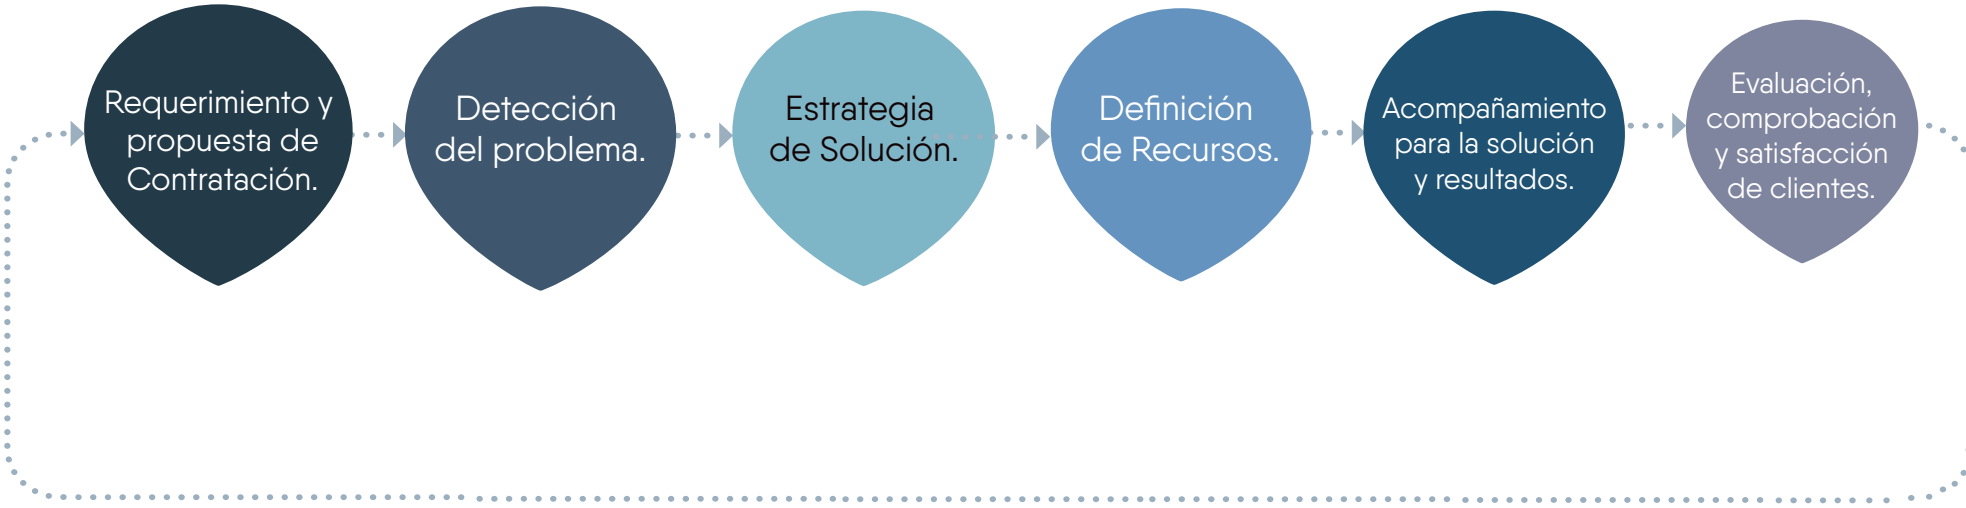 Requerimiento y
propuesta de
Contratación.
Detección
del problema.
Estrategia
de Solución.
Definición
de Recursos.
Acompañamiento
para la solución
y resultados.
Evaluación,
comprobación
y satisfacción
de clientes.